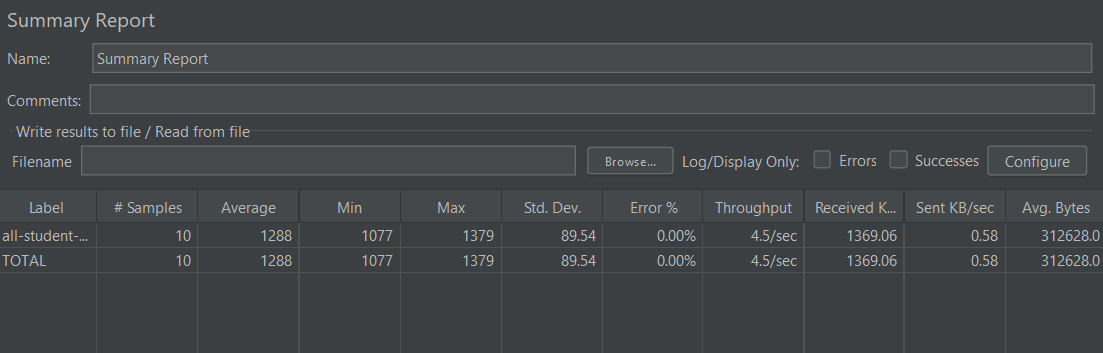 Summary Report
Name: Summary Report
Comments:
Write results to file / Read from file
Filename Browse... Log/Display Only: Errors Successes Configure
Label # Samples Average Min Max Std. Dev. Error % Throughput Received K... Sent KB/sec Avg. Bytes
all-student-... 10 1288 1077 1379 89.54 0.00% 4.5/sec 1369.06 0.58 312628.0
TOTAL 10 1288 1077 1379 89.54 0.00% 4.5/sec 1369.06 0.58 312628.0